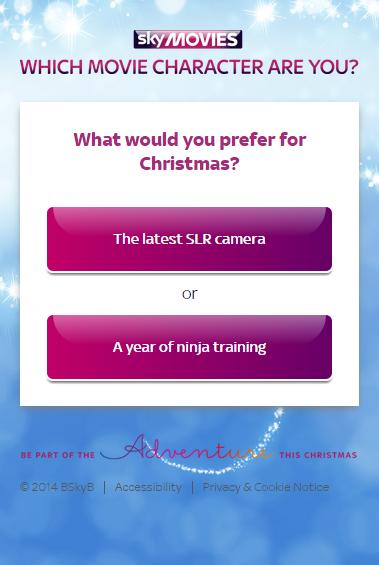 sky MOVIES
WHICH MOVIE CHARACTER ARE YOU?
What would you prefer for
Christmas?
The latest SLR camera
or
A year of ninja training
BE PART OF THE Adventure THIS CHRISTMAS
© 2014 BSkyB | Accessibility | Privacy & Cookie Notice